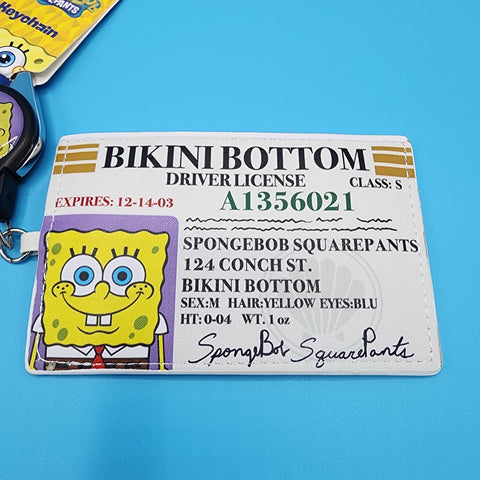 PANTS
Keychain
BIKINI BOTTOM
DRIVER LICENSE
CLASS: S
EXPIRES: 12-14-03
A1356021
SPONGEBOB SQUAREPANTS
124 CONCH ST.
BIKINI BOTTOM
SEX:M HAIR:YELLOW EYES:BLU
HT: 0-04 WT. 1 oz
SpongeBob SquarePants